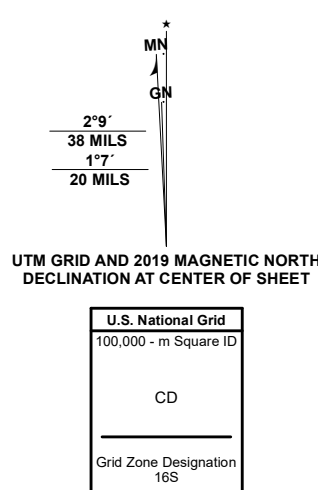 ★
MN
GN
2°9´
38 MILS
1°7´
20 MILS
UTM GRID AND 2019 MAGNETIC NORTH
DECLINATION AT CENTER OF SHEET
U.S. National Grid
100,000 - m Square ID
CD
Grid Zone Designation
16S